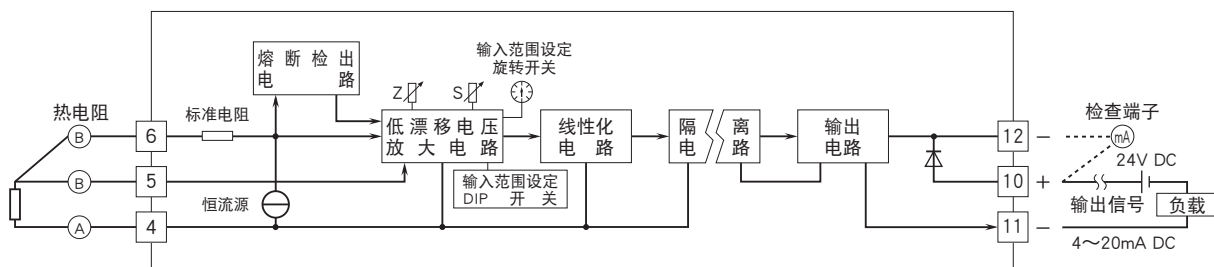 热电阻
B
B
A
6
5
4
标准电阻
恒流源
熔断检出
电路
Z
S
输入范围设定
旋转开关
低漂移电压
放大电路
输入范围设定
DIP 开关
线性化
电路
隔离
电路
输出
电路
12
10
11
−
+
−
检查端子
mA
24V DC
输出信号
负载
4～20mA DC